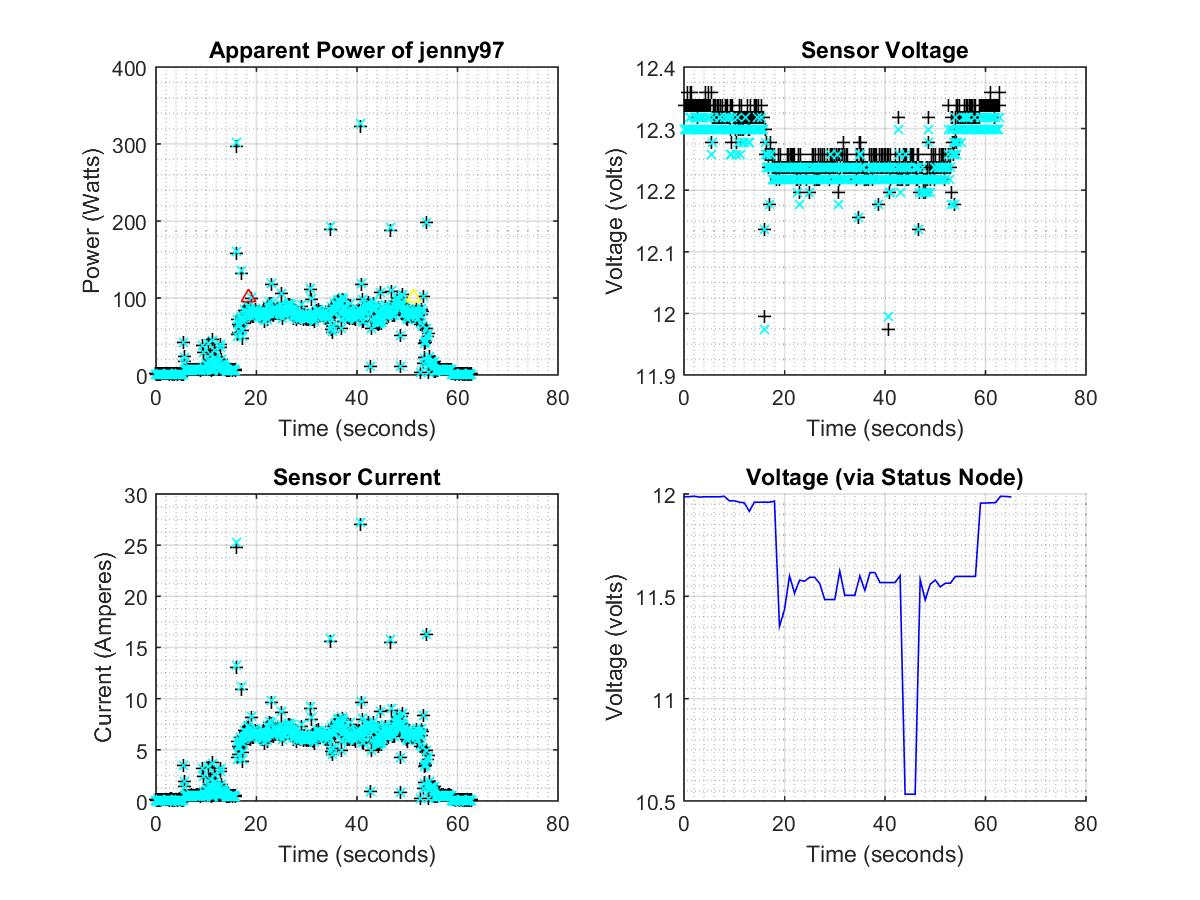 Apparent Power of jenny97
Power (Watts)
400
300
200
100
0
0 20 40 60 80
Time (seconds)
Sensor Voltage
Voltage (volts)
12.4
12.3
12.2
12.1
12
11.9
0 20 40 60 80
Time (seconds)
Sensor Current
Current (Amperes)
30
25
20
15
10
5
0
0 20 40 60 80
Time (seconds)
Voltage (via Status Node)
Voltage (volts)
12
11.5
11
10.5
0 20 40 60 80
Time (seconds)